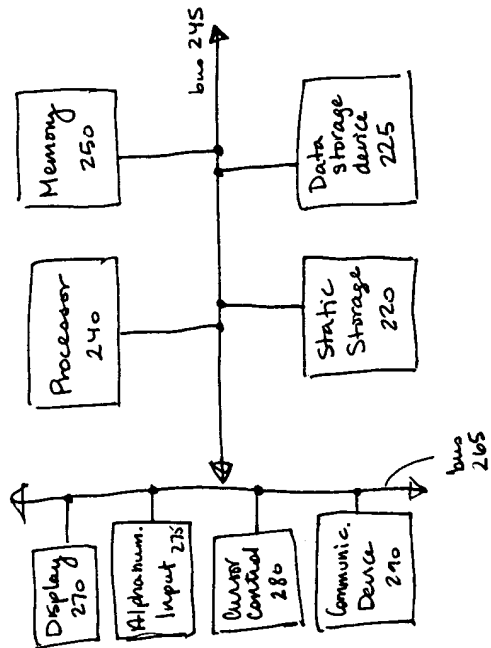 Memory
250
bus 245
Processor
240
Data
storage
device
225
Static
Storage
220
Display
270
Alphanum.
Input 275
Cursor
Control
280
Communic.
Device
290
bus
265